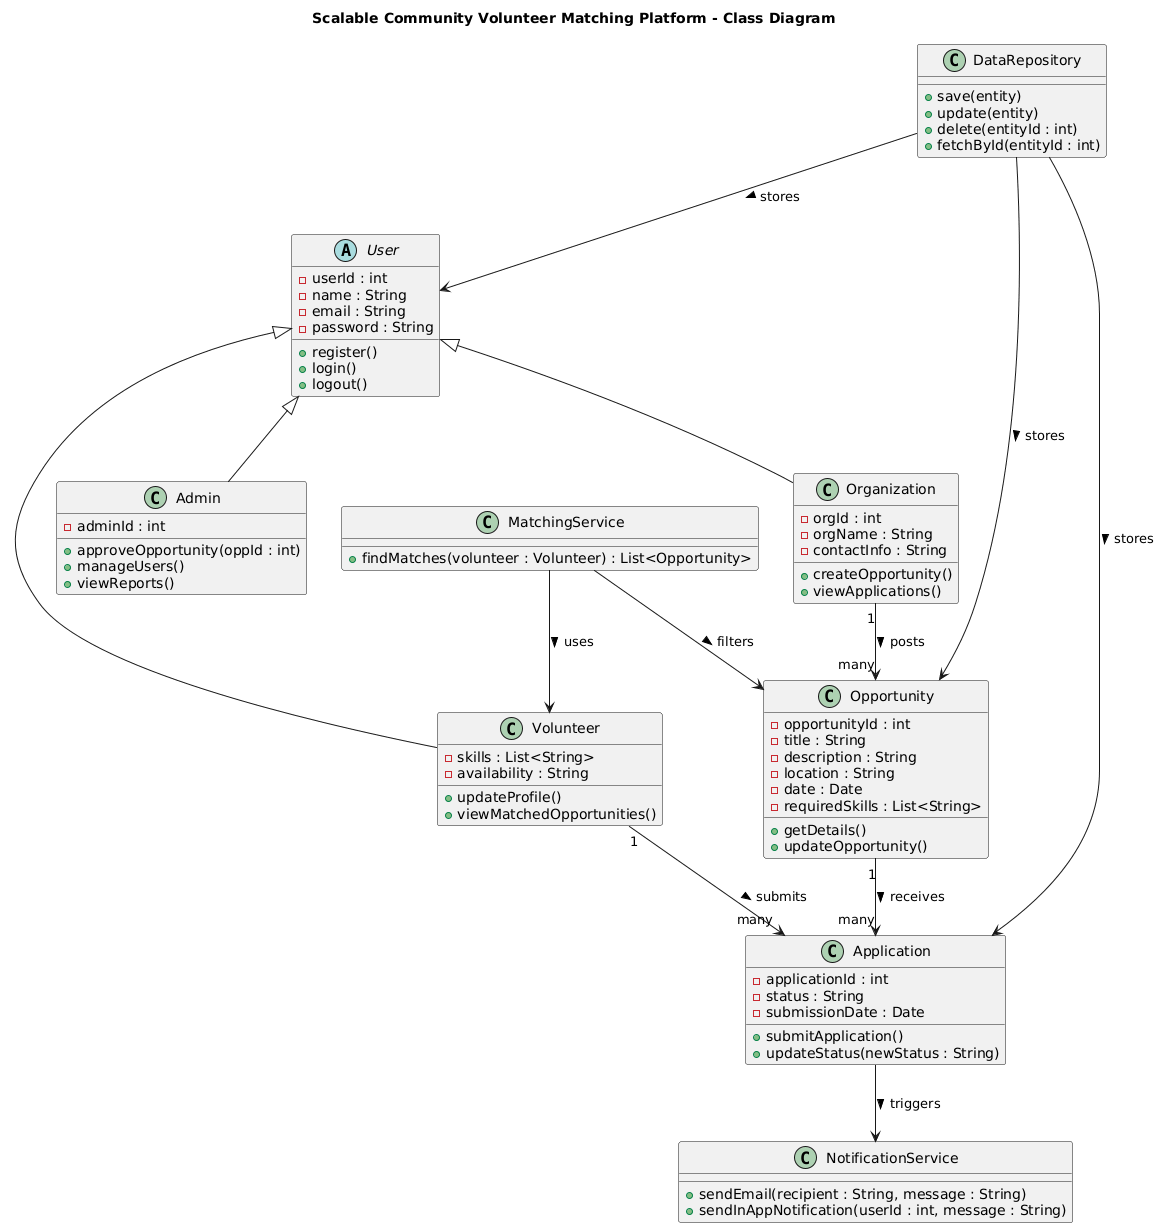 Scalable Community Volunteer Matching Platform - Class Diagram
C DataRepository
save(entity)
update(entity)
delete(entityId : int)
fetchById(entityId : int)
stores
A User
userId : int
name : String
email : String
password : String
register()
login()
logout()
stores
stores
C Admin
adminId : int
approveOpportunity(oppId : int)
manageUsers()
viewReports()
C MatchingService
findMatches(volunteer : Volunteer) : List<Opportunity>
C Organization
orgId : int
orgName : String
contactInfo : String
createOpportunity()
viewApplications()
1
uses
filters
posts
many
C Volunteer
skills : List<String>
availability : String
updateProfile()
viewMatchedOpportunities()
C Opportunity
opportunityId : int
title : String
description : String
location : String
date : Date
requiredSkills : List<String>
getDetails()
updateOpportunity()
1
1
submits
receives
many
many
C Application
applicationId : int
status : String
submissionDate : Date
submitApplication()
updateStatus(newStatus : String)
triggers
C NotificationService
sendEmail(recipient : String, message : String)
sendInAppNotification(userId : int, message : String)